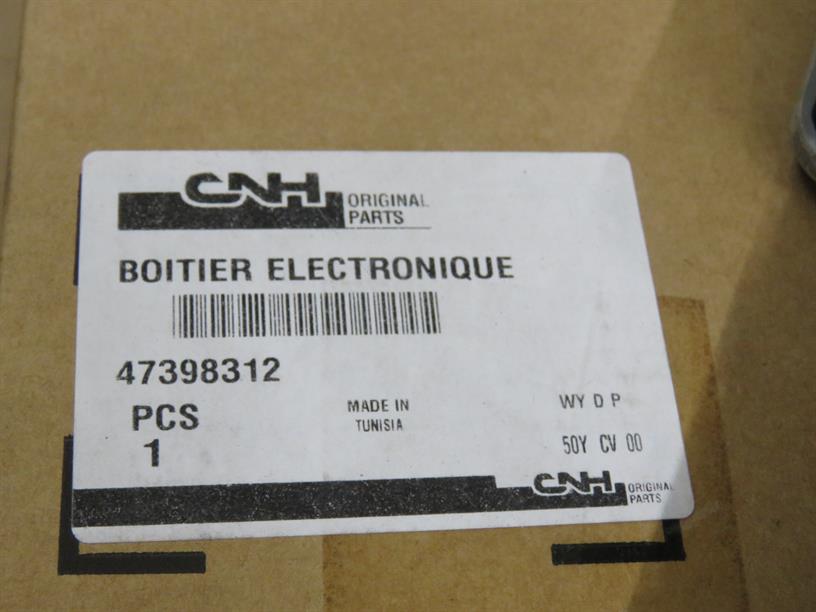 CNH ORIGINAL
PARTS
BOITIER ELECTRONIQUE
47398312
PCS
1
MADE IN
TUNISIA
WY D P
50Y CV 00
CNH ORIGINAL
PARTS